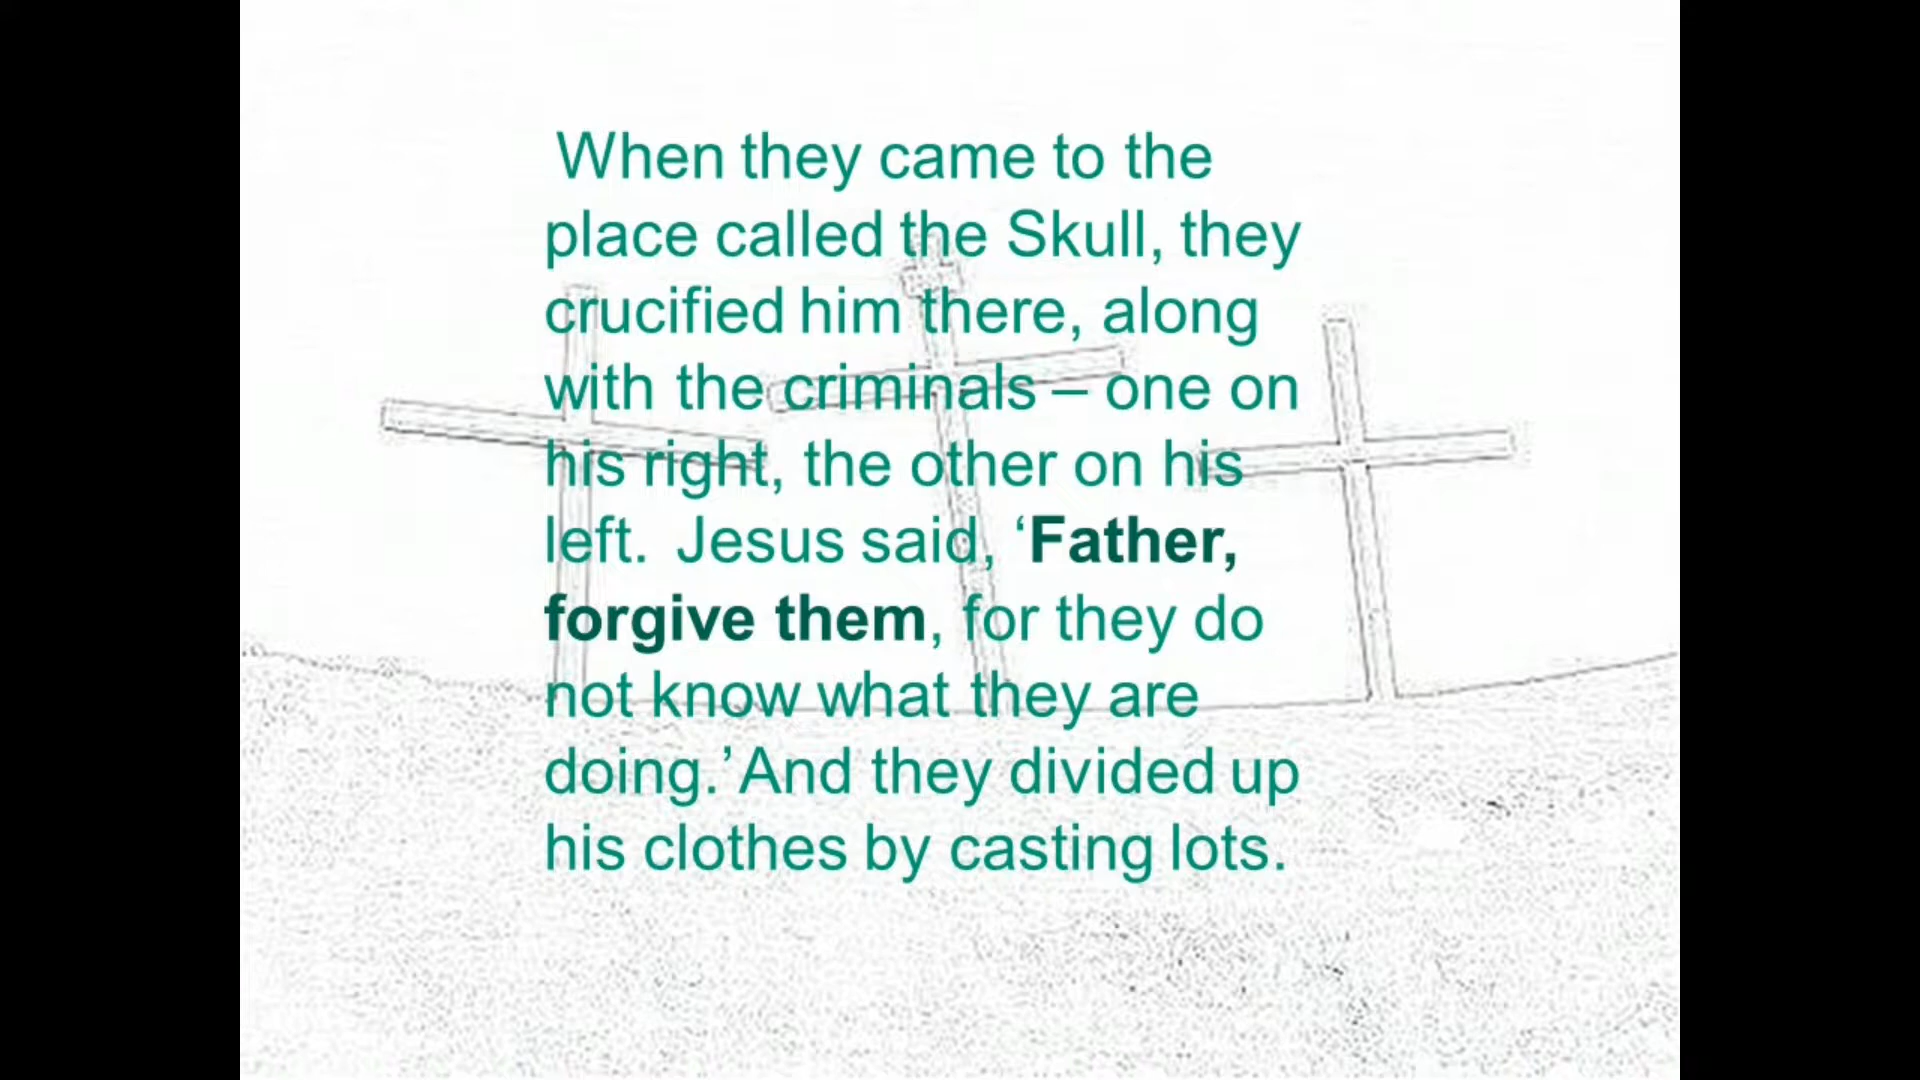 When they came to the
place called the Skull, they
crucified him there, along
with the criminals – one on
his right, the other on his
left. Jesus said, ‘Father,
forgive them, for they do
not know what they are
doing.’And they divided up
his clothes by casting lots.